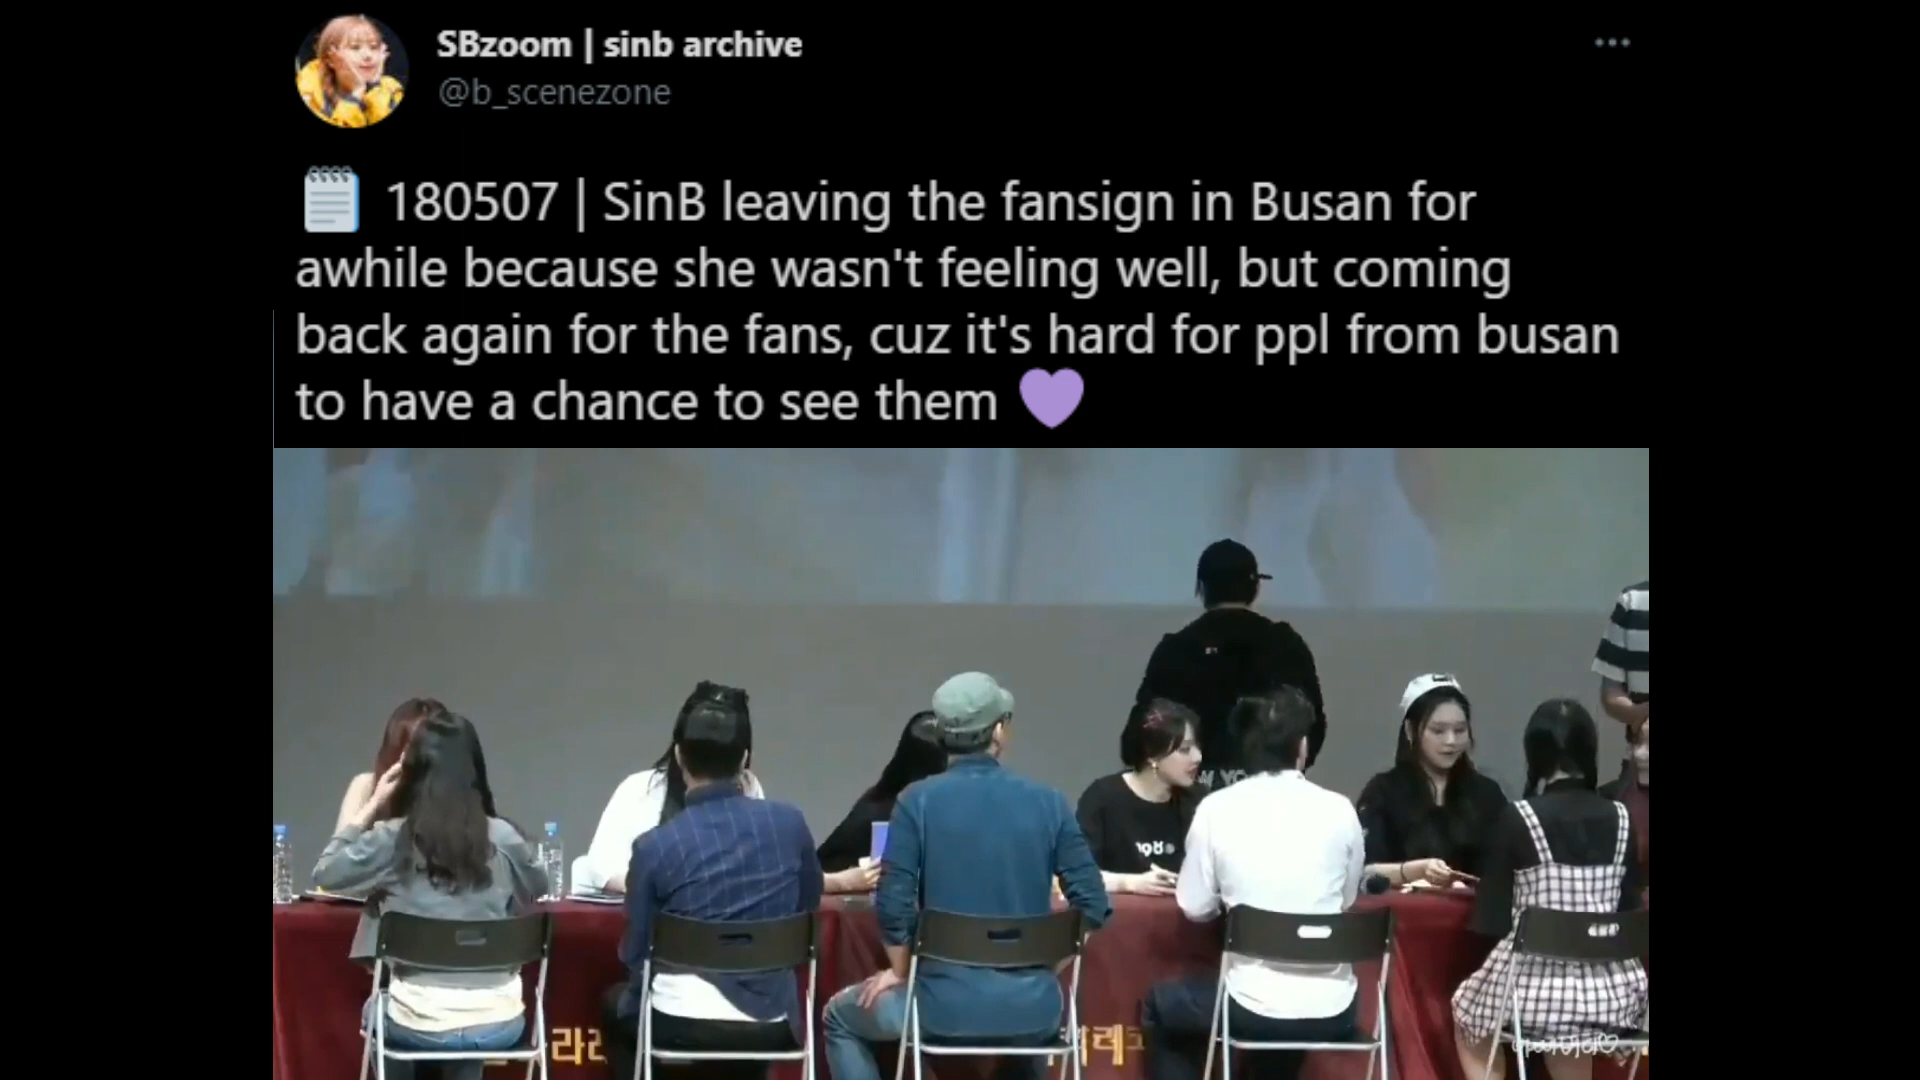 SBzoom | sinb archive
@b_scenezone
180507 | SinB leaving the fansign in Busan for
awhile because she wasn't feeling well, but coming
back again for the fans, cuz it's hard for ppl from busan
to have a chance to see them